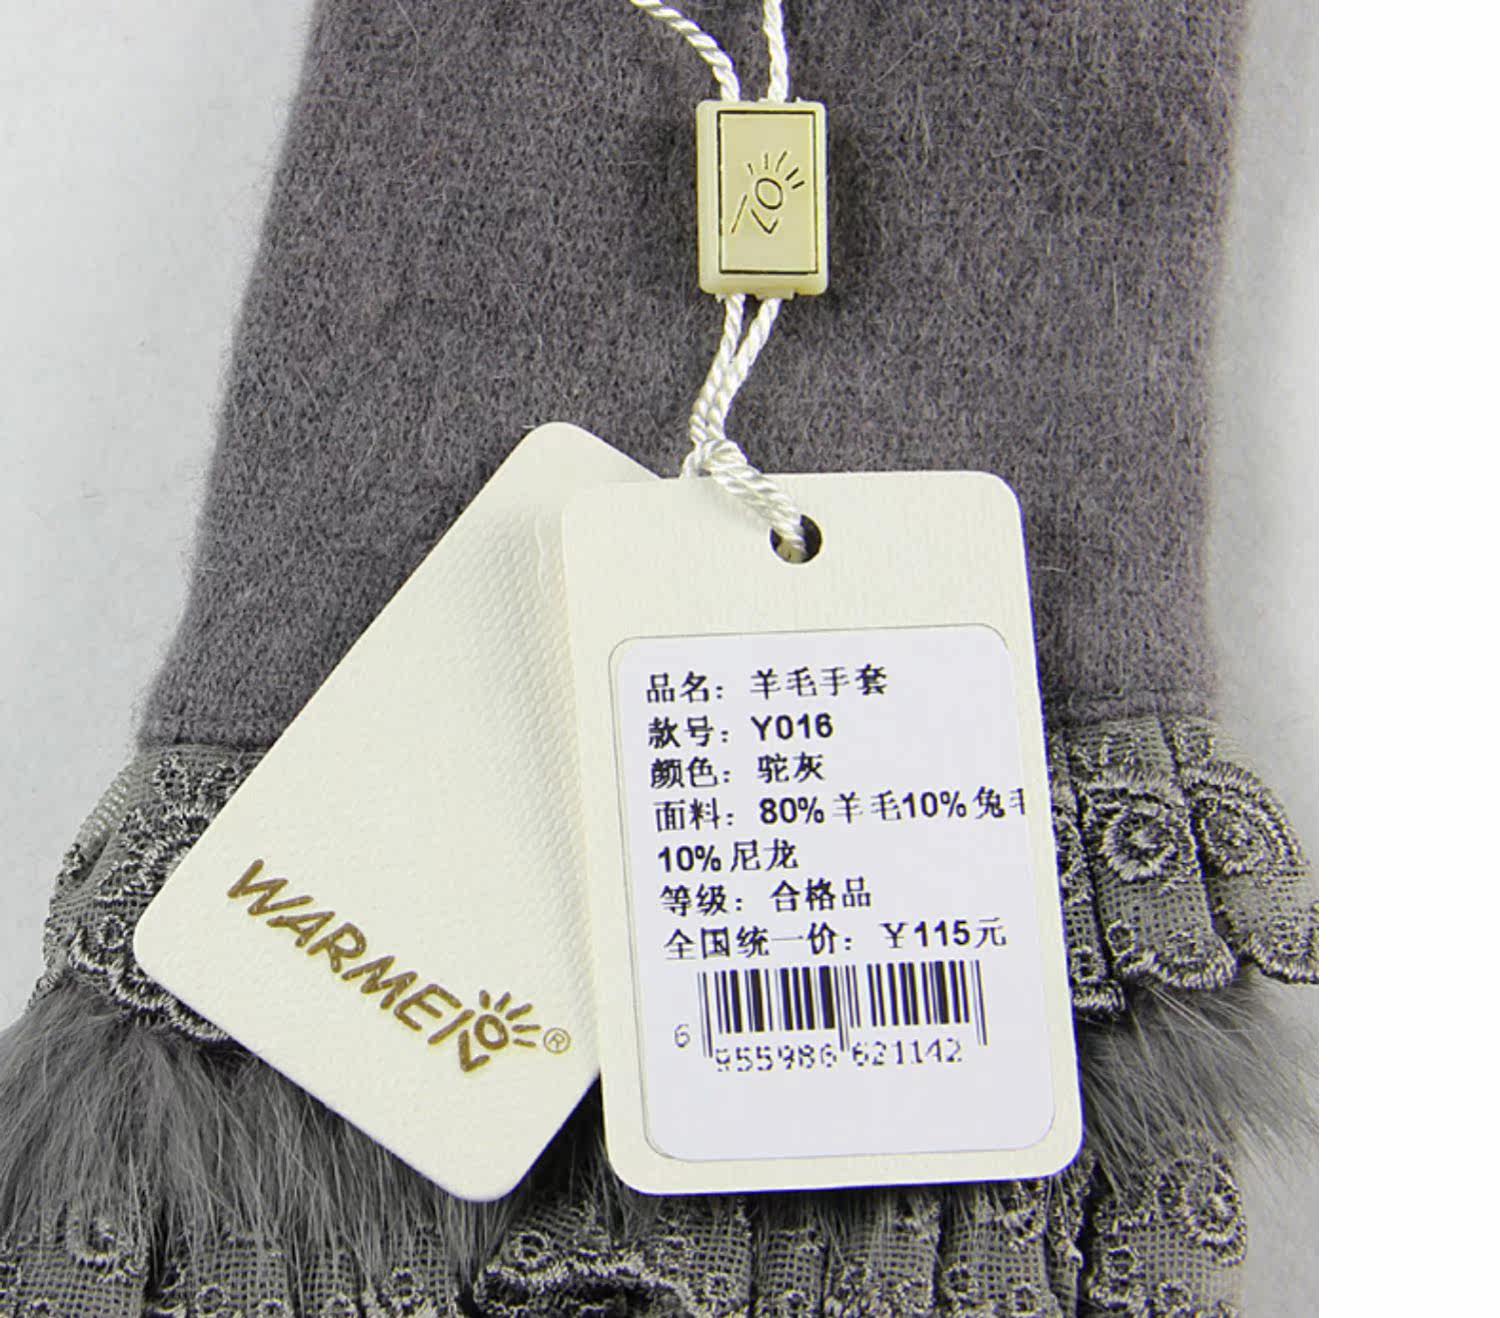 WARMEN®
品名：羊毛手套
款号：Y016
颜色：驼灰
面料：80%羊毛10%兔毛
10%尼龙
等级：合格品
全国统一价：￥115元
6 955986 621142